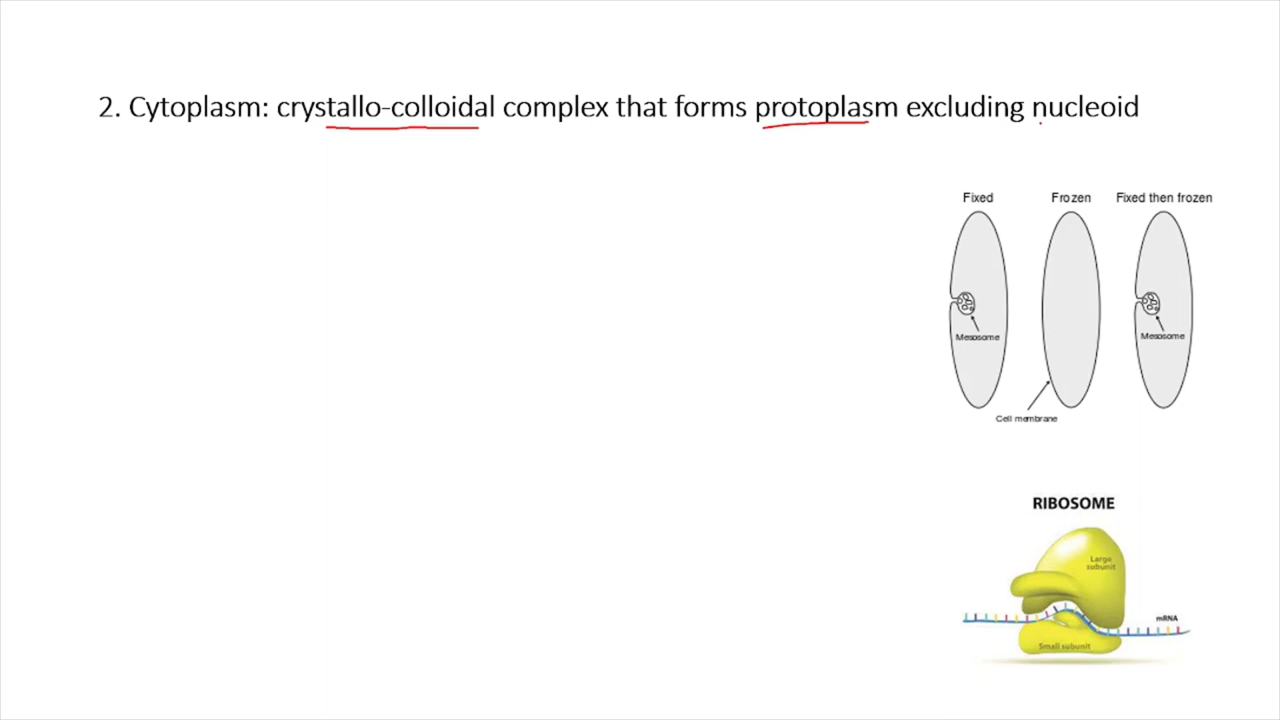 2. Cytoplasm: crystallo-colloidal complex that forms protoplasm excluding nucleoid
Fixed
Frozen
Fixed then frozen
Mesosome
Mesosome
Cell membrane
RIBOSOME
Large
subunit
mRNA
Small subunit